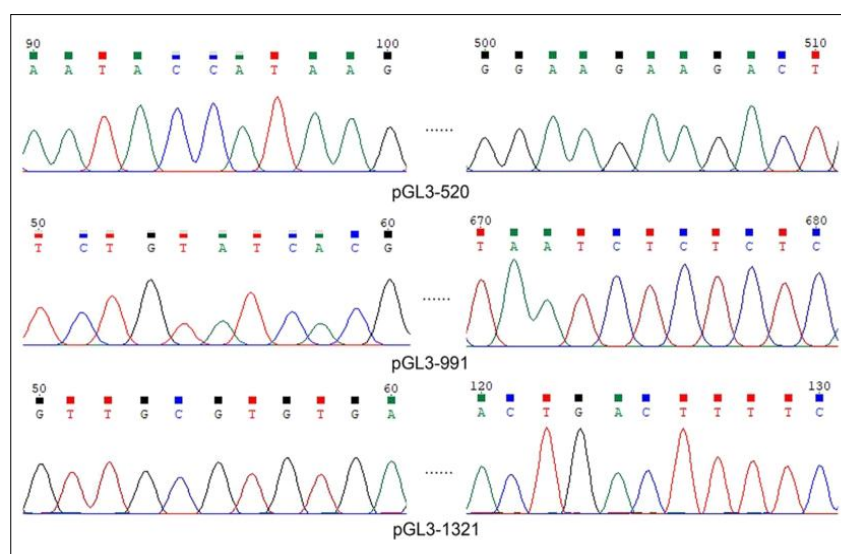 90 100 500 510
A A T A C C A T A A G G G A A G A A G A C T
...... 
pGL3-520
50 60 670 680
T C T G T A T C A C G T A A T C T C T C T C
......
pGL3-991
50 60 120 130
G T T G C G T G T G A A C T G A C T T T T C
......
pGL3-1321